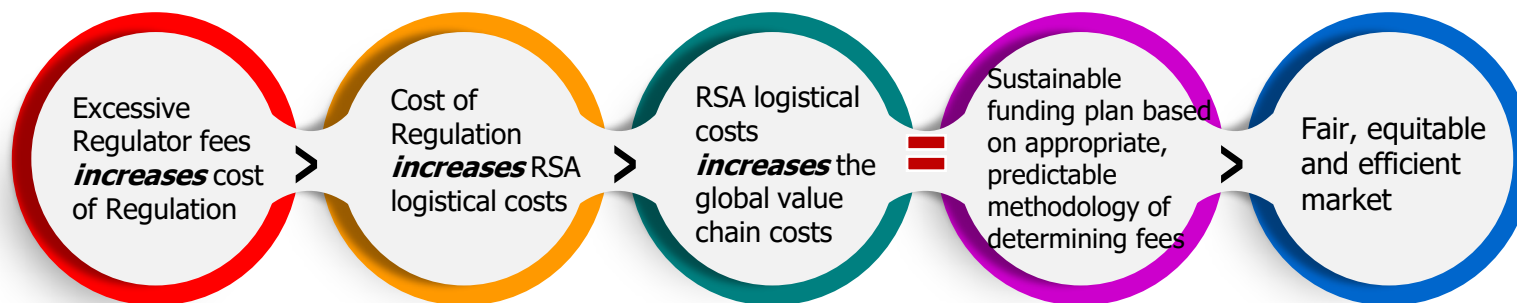 Excessive
Regulator fees
increases cost
of Regulation
>
Cost of
Regulation
increases RSA
logistical costs
>
RSA logistical
costs
increases the
global value
chain costs
=
Sustainable
funding plan based
on appropriate,
predictable
methodology of
determining fees
>
Fair, equitable
and efficient
market